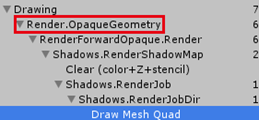 Drawing 7
Render.OpaqueGeometry 6
RenderForwardOpaque.Render 6
Shadows.RenderShadowMap 2
Clear (color+Z+stencil)
Shadows.RenderJob 1
Shadows.RenderJobDir 1
Draw Mesh Quad